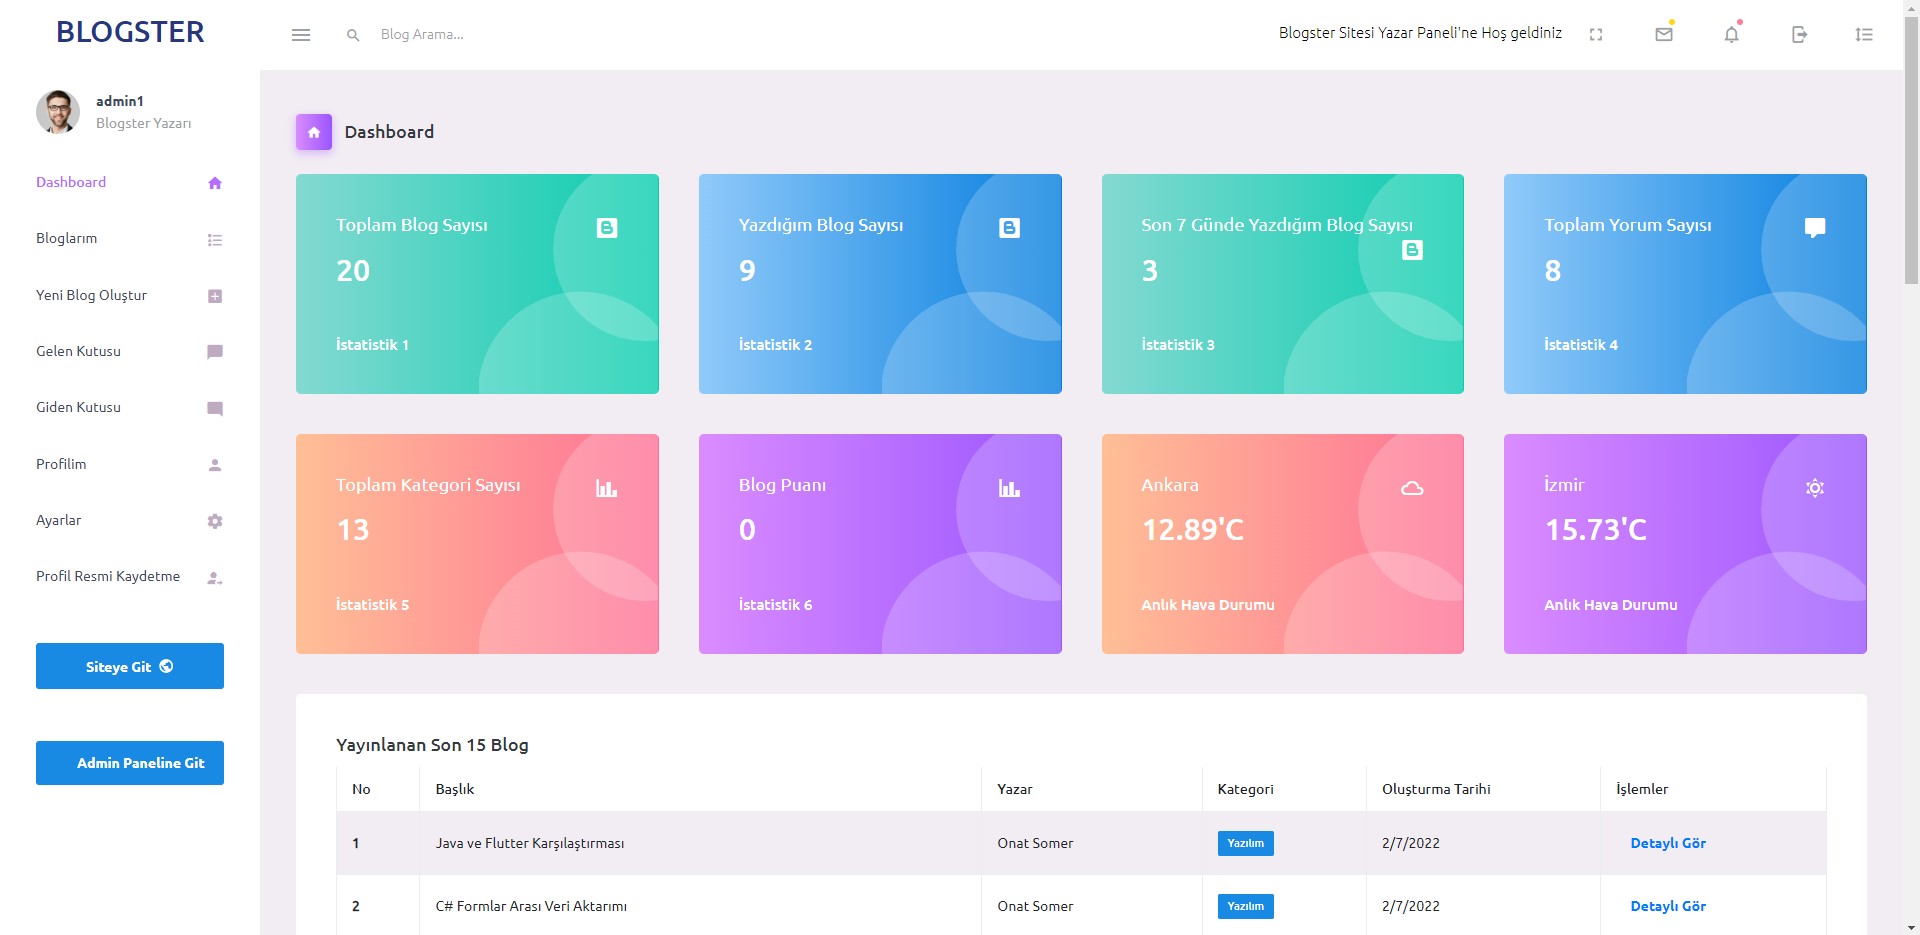 BLOGSTER
Blog Arama...
Blogster Sitesi Yazar Paneli'ne Hoş geldiniz
admin1
Blogster Yazarı
Dashboard
Bloglarım
Yeni Blog Oluştur
Gelen Kutusu
Giden Kutusu
Profilim
Ayarlar
Profil Resmi Kaydetme
Siteye Git
Admin Paneline Git
Dashboard
Toplam Blog Sayısı
20
İstatistik 1
Yazdığım Blog Sayısı
9
İstatistik 2
Son 7 Günde Yazdığım Blog Sayısı
3
İstatistik 3
Toplam Yorum Sayısı
8
İstatistik 4
Toplam Kategori Sayısı
13
İstatistik 5
Blog Puanı
0
İstatistik 6
Ankara
12.89'C
Anlık Hava Durumu
İzmir
15.73'C
Anlık Hava Durumu
Yayınlanan Son 15 Blog
No Başlık Yazar Kategori Oluşturma Tarihi İşlemler
1 Java ve Flutter Karşılaştırması Onat Somer Yazılım 2/7/2022 Detaylı Gör
2 C# Formlar Arası Veri Aktarımı Onat Somer Yazılım 2/7/2022 Detaylı Gör